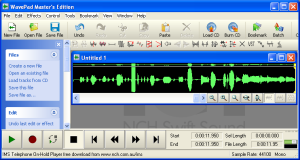 WavePad Master's Edition
File Edit Effects Control Tools Bookmark View Window Help
New File Open File Save File Undo Paste Load CD Burn CD Bookmark Batch
Files
Create a new file
Open an existing file
Load tracks from CD
Save this file
Save file as...
Edit
Undo last edit or effect
Untitled 1
NCH Swift Sound
Start 0:00:11.950 Sel Length 0:00:00.000
End 0:00:11.950 File Length
IMS Telephone On-Hold Player free download from www.nch.com.au/ims Sample Rate: 44100 Mono